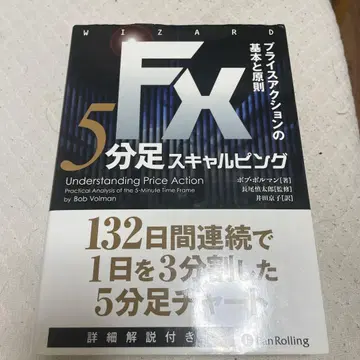 WIZARD
FX
プライスアクションの
基本と原則
5分足スキャルピング
Understanding Price Action
Practical Analysis of the 5-Minute Time Frame
by Bob Volman
ボブ・ボルマン[著]
長尾慎太郎[監修]
井田京子[訳]
132日間連続で
1日を3分割した
5分足チャート
詳細解説付き
PanRolling